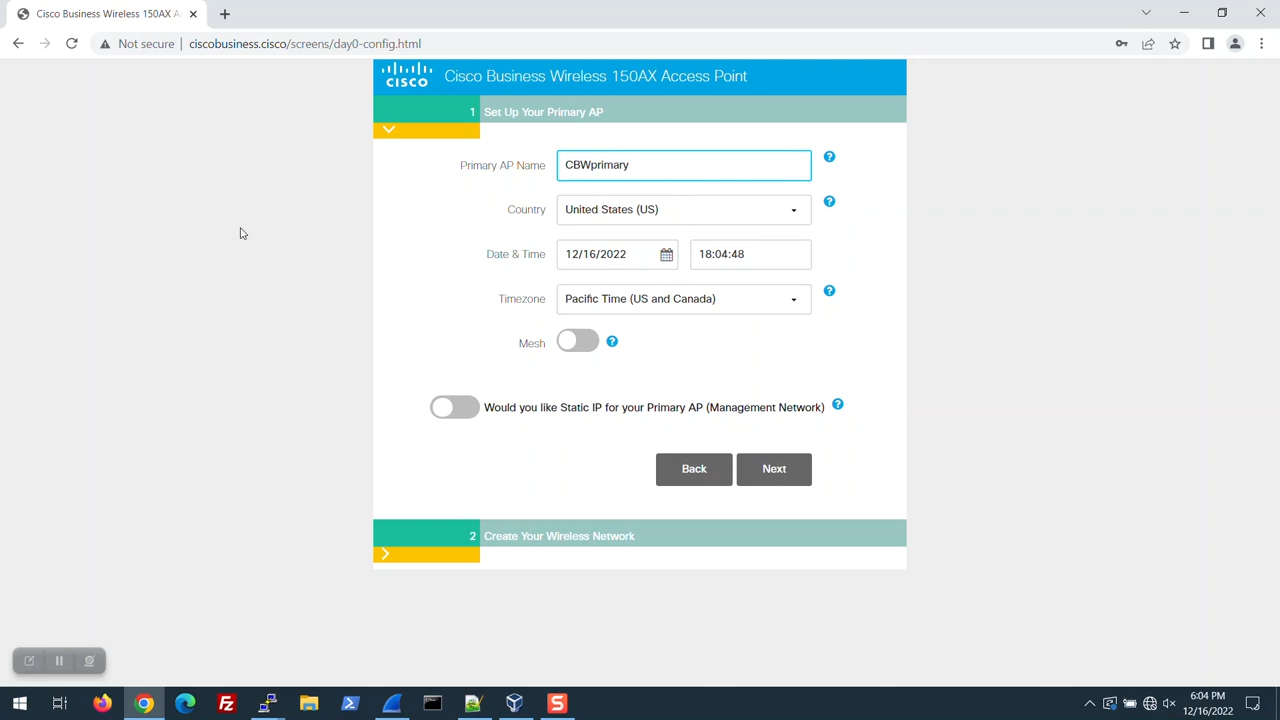 Cisco Business Wireless 150AX A
Not secure
ciscobusiness.cisco/screens/day0-config.html
CISCO
Cisco Business Wireless 150AX Access Point
1 Set Up Your Primary AP
Primary AP Name CBWprimary ?
Country United States (US) ?
Date & Time 12/16/2022 18:04:48
Timezone Pacific Time (US and Canada) ?
Mesh ?
Would you like Static IP for your Primary AP (Management Network) ?
Back Next
2 Create Your Wireless Network
6:04 PM
12/16/2022